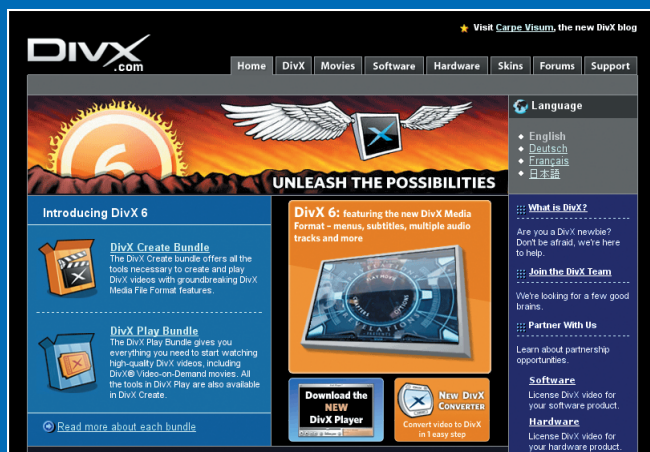 ★ Visit Carpe Visum, the new DivX blog
DIVX
.com
Home DivX Movies Software Hardware Skins Forums Support
6
X
UNLEASH THE POSSIBILITIES
Language
English
Deutsch
Français
日本語
Introducing DivX 6
DivX Create Bundle
The DivX Create bundle offers all the
tools necessary to create and play
DivX videos with groundbreaking DivX
Media File Format features.
DivX Play Bundle
The DivX Play Bundle gives you
everything you need to start watching
high-quality DivX videos, including
DivX® Video-on-Demand movies. All
the tools in DivX Play are also available
in DivX Create.
Read more about each bundle
DivX 6: featuring the new DivX Media
Format – menus, subtitles, multiple audio
tracks and more
Download the
NEW
DivX Player
NEW DIVX
CONVERTER
Convert video to DivX
in 1 easy step
What is DivX?
Are you a DivX newbie?
Don't be afraid, we're here
to help.
Join the DivX Team
We're looking for a few good
brains.
Partner With Us
Learn about partnership
opportunities.
Software
License DivX video for
your software product.
Hardware
License DivX video for
your hardware product.